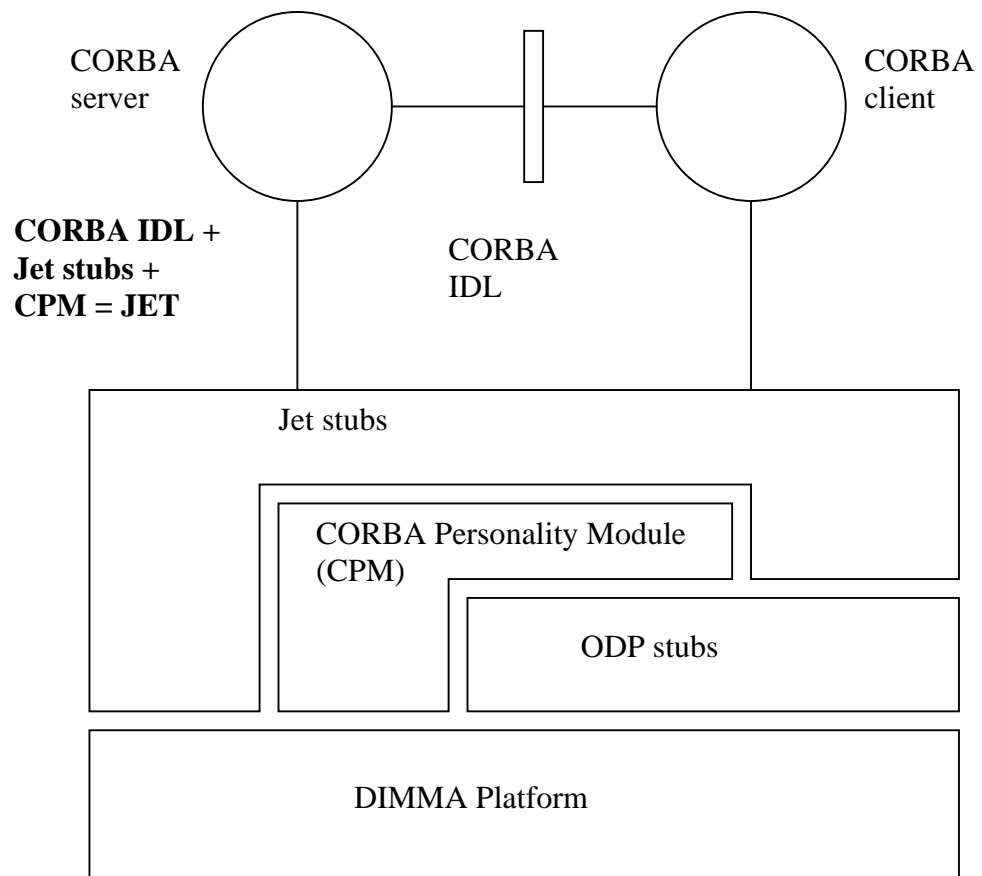 CORBA
server
CORBA
client
CORBA IDL +
Jet stubs +
CPM = JET
CORBA
IDL
Jet stubs
CORBA Personality Module
(CPM)
ODP stubs
DIMMA Platform